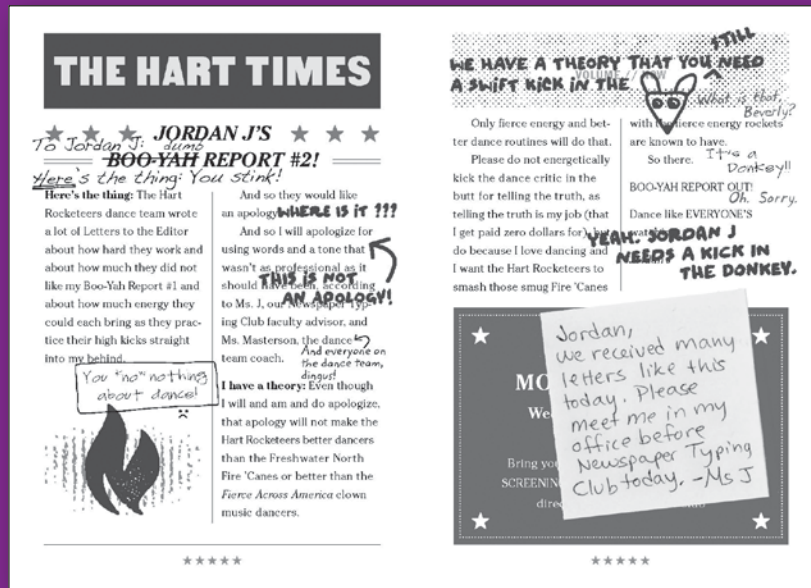 THE HART TIMES
To Jordan J: dumb
JORDAN J'S
BOO-YAH REPORT #2!
Here's the thing: You stink!
Here's the thing: The Hart
Rocketeers dance team wrote
a lot of Letters to the Editor
about how hard they work and
about how much they did not
like my Boo-Yah Report #1 and
about how much energy they
could each bring as they prac-
tice their high kicks straight
into my behind.
You "no" nothing
about dance!
And so they would like
an apology
WHERE IS IT ???
And so I will apologize for
using words and a tone that
wasn't as professional as it
should have been, according
to Ms. J, our Newspaper Typ-
ing Club faculty advisor, and
Ms. Masterson, the dance
team coach.
THIS IS NOT
AN APOLOGY!
And everyone on
the dance team,
dingus!
I have a theory: Even though
I will and am and do apologize,
that apology will not make the
Hart Rocketeers better dancers
than the Freshwater North
Fire 'Canes or better than the
Fierce Across America clown
music dancers.
★★★★★
STILL
WE HAVE A THEORY THAT YOU NEED
A SWIFT KICK IN THE
VOLUME // NOW
What is that,
Beverly?
Only fierce energy and bet-
ter dance routines will do that.
Please do not energetically
kick the dance critic in the
butt for telling the truth, as
telling the truth is my job (that
I get paid zero dollars for), but
do because I love dancing and
I want the Hart Rocketeers to
smash those smug Fire 'Canes
with the fierce energy rockets
are known to have.
So there.
It's a
Donkey!!
BOO-YAH REPORT OUT!
Oh. Sorry.
Dance like EVERYONE'S
YEAH. JORDAN J
NEEDS A KICK IN
THE DONKEY.
MO
We
Bring yo
SCREENIN
dire
Jordan,
we received many
letters like this
today. Please
meet me in my
office before
Newspaper Typing
Club today. -Ms J
★★★★★